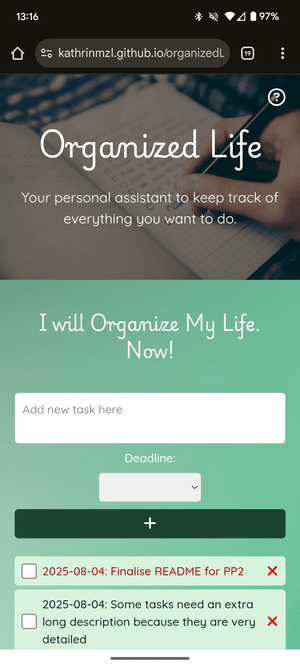 13:16
97%
kathrinmzl.github.io/organizedL
19
?
Organized Life
Your personal assistant to keep track of
everything you want to do.
I will Organize My Life.
Now!
Add new task here
Deadline:
+
2025-08-04: Finalise README for PP2
2025-08-04: Some tasks need an extra
long description because they are very
detailed